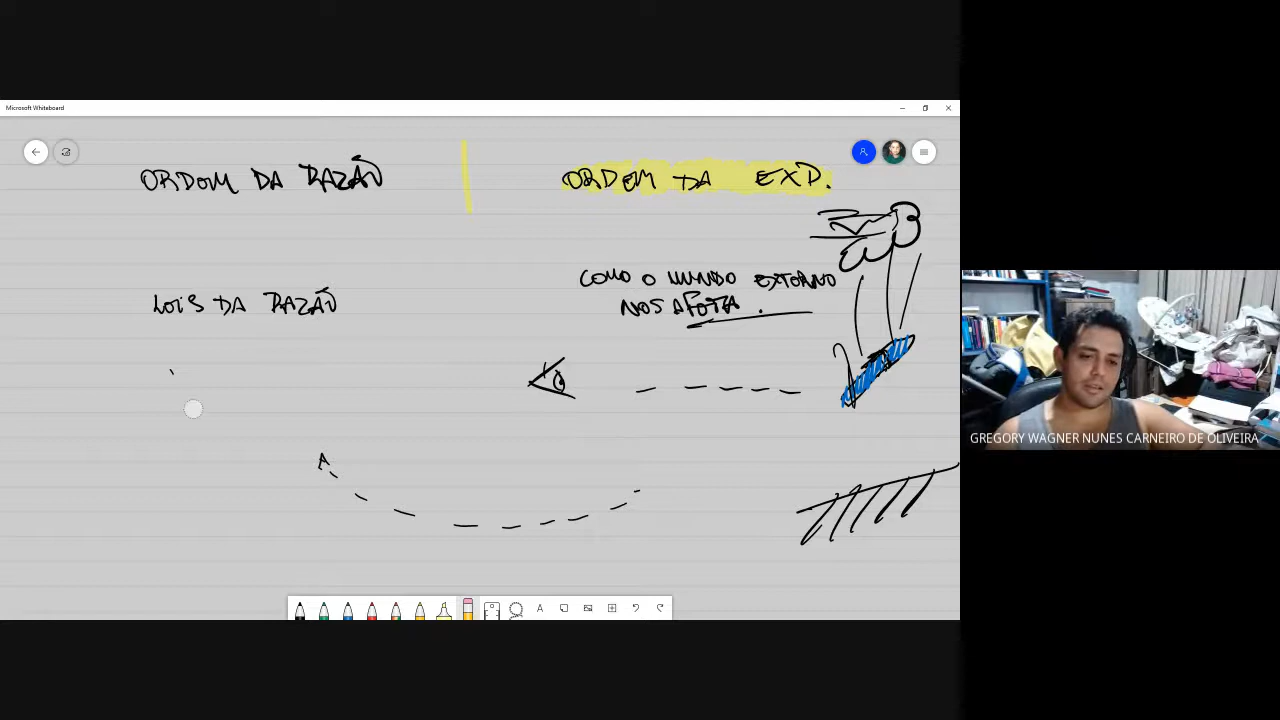 Microsoft Whiteboard
ORDEM DA RAZÃO
ORDEM DA EXP.
COMO O MUNDO EXTERNO
NOS AFETA.
LEIS DA RAZÃO
A
GREGORY WAGNER NUNES CARNEIRO DE OLIVEIRA